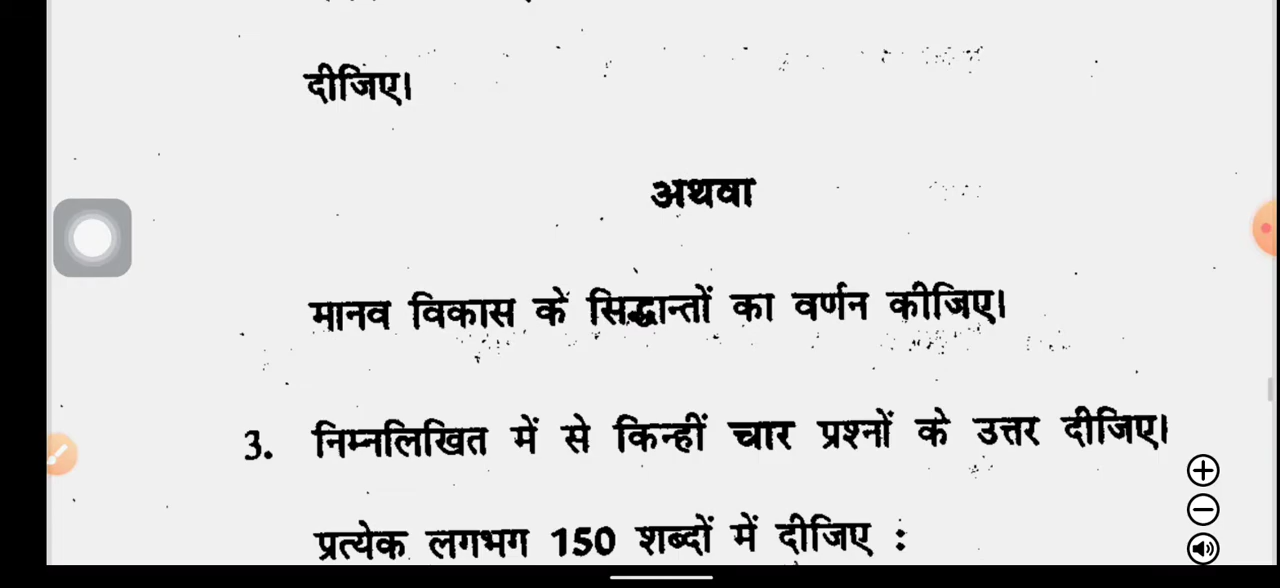 दीजिए।
अथवा
मानव विकास के सिद्धान्तों का वर्णन कीजिए।
3. निम्नलिखित में से किन्हीं चार प्रश्नों के उत्तर दीजिए।
प्रत्येक लगभग 150 शब्दों में दीजिए :